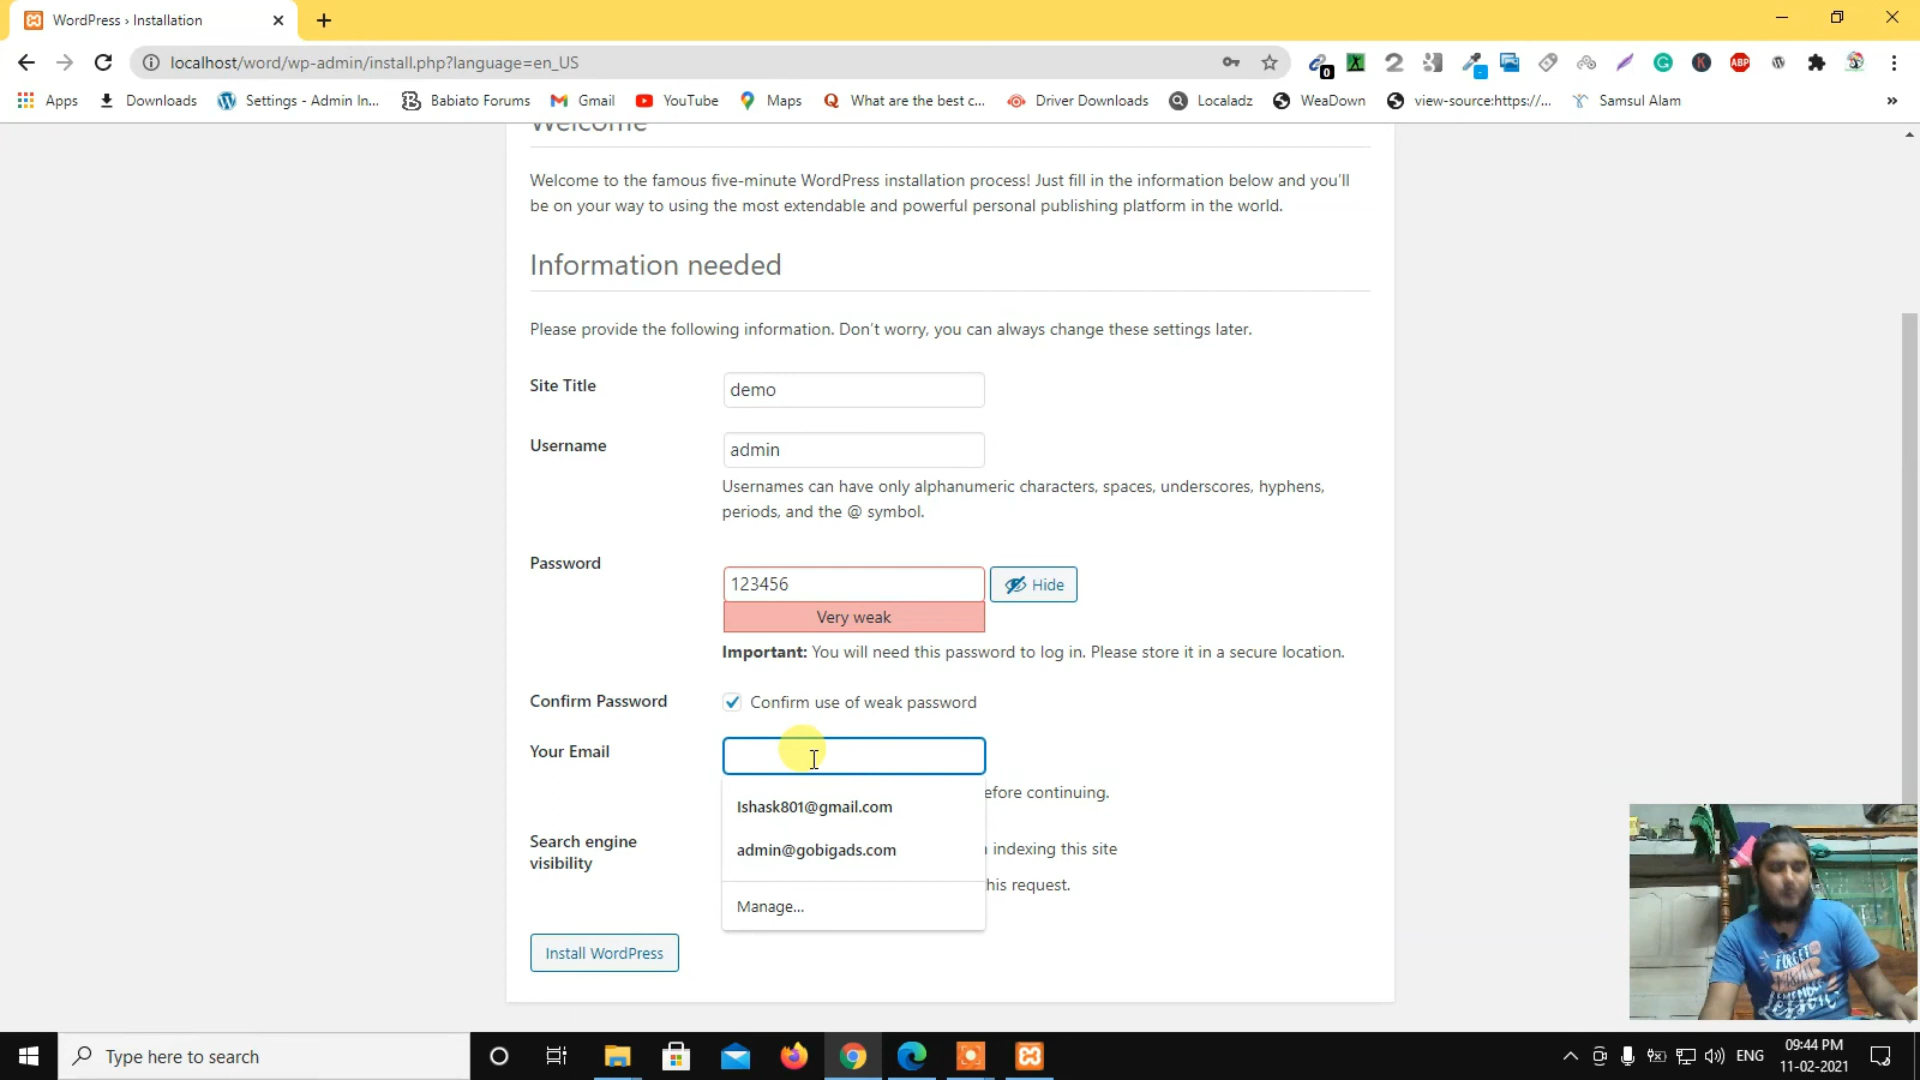 WordPress › Installation
localhost/word/wp-admin/install.php?language=en_US
0
ABP
Apps
Downloads
Settings - Admin In...
Babiato Forums
Gmail
YouTube
Maps
What are the best c...
Driver Downloads
Localadz
WeaDown
view-source:https://...
Samsul Alam
»
Welcome
Welcome to the famous five-minute WordPress installation process! Just fill in the information below and you'll
be on your way to using the most extendable and powerful personal publishing platform in the world.
Information needed
Please provide the following information. Don't worry, you can always change these settings later.
Site Title
demo
Username
admin
Usernames can have only alphanumeric characters, spaces, underscores, hyphens,
periods, and the @ symbol.
Password
123456
Hide
Very weak
Important: You will need this password to log in. Please store it in a secure location.
Confirm Password
Confirm use of weak password
Your Email
efore continuing.
Ishask801@gmail.com
Search engine
visibility
admin@gobigads.com
indexing this site
his request.
Manage...
Install WordPress
FORGET
Type here to search
ENG
09:44 PM
11-02-2021